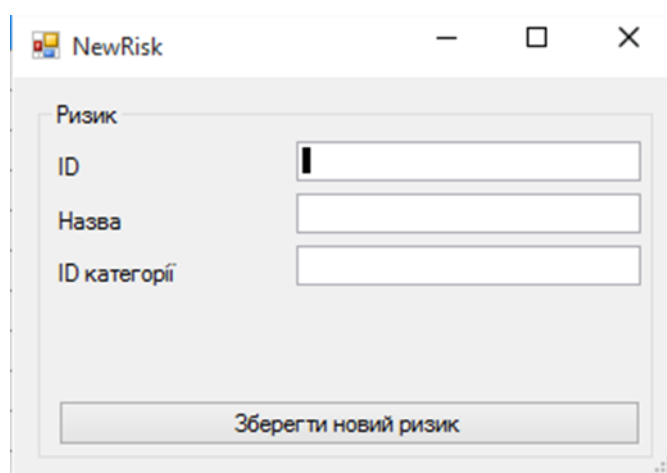 NewRisk
Ризик
ID
Назва
ID категорії
Зберегти новий ризик